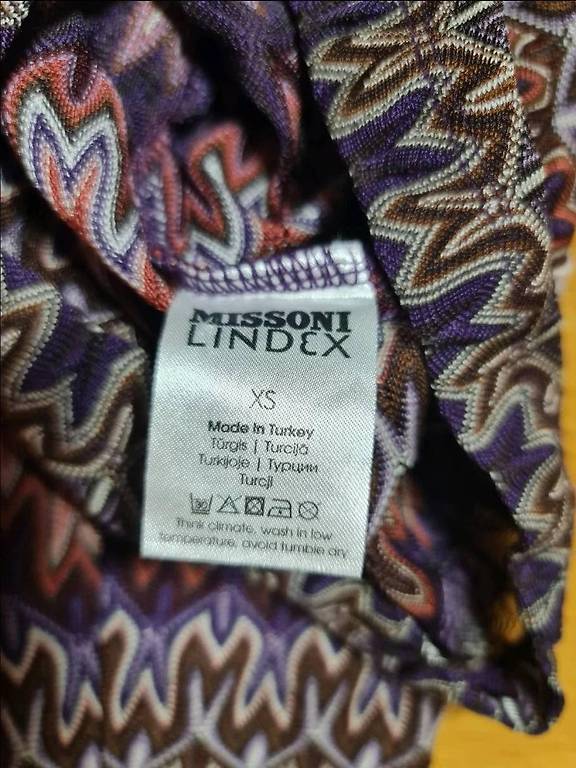 MISSONI
LINDEX
XS
Made In Turkey
Türgis | Turcijā
Turkijoje | Турции
Turcji
30
Think climate, wash in low
temperature, avoid tumble dry